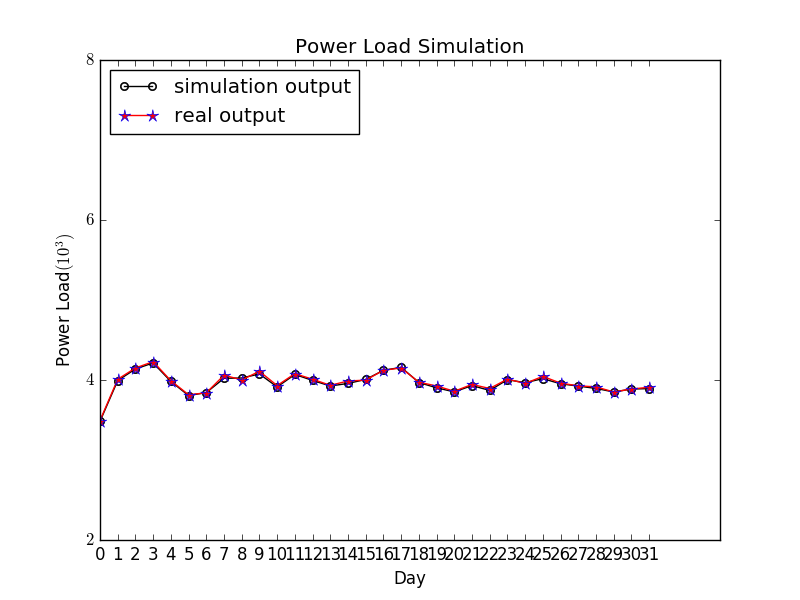 Power Load Simulation
simulation output
real output
8
6
4
2
Power Load(10³)
0 1 2 3 4 5 6 7 8 9 10 11 12 13 14 15 16 17 18 19 20 21 22 23 24 25 26 27 28 29 30 31
Day